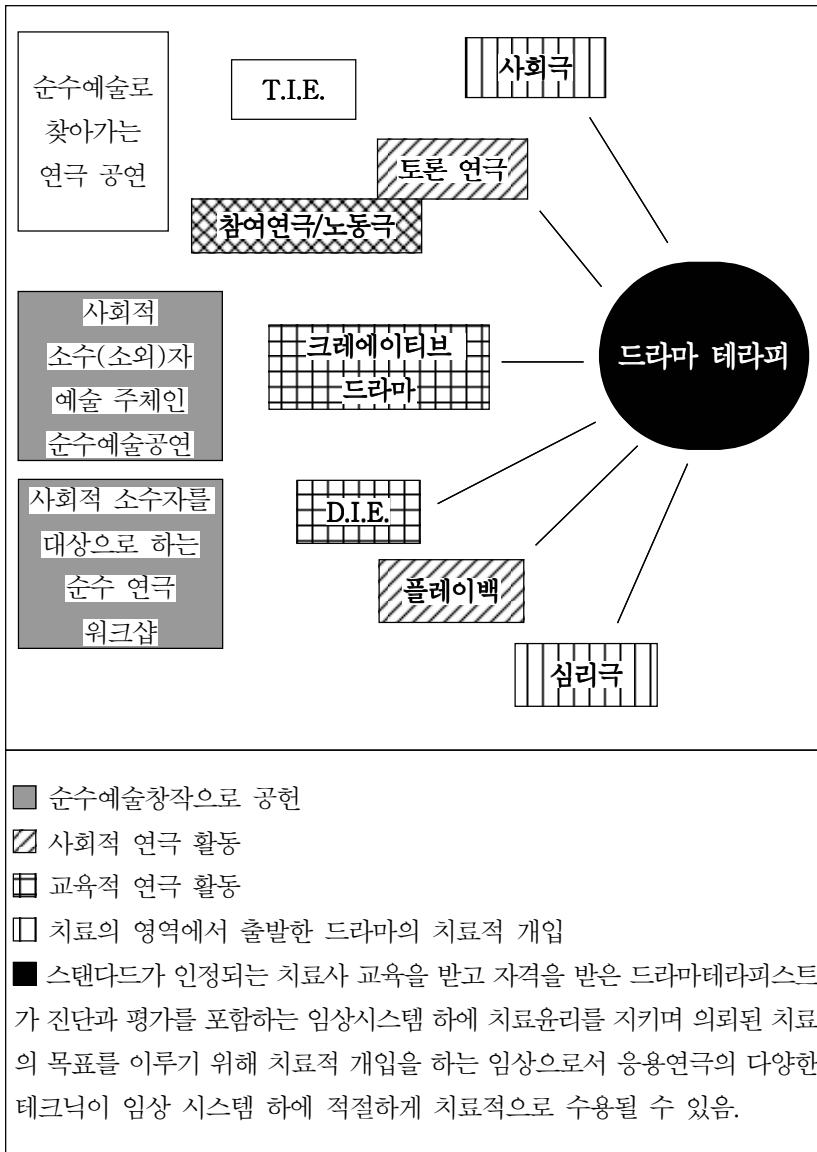 순수예술로
찾아가는
연극 공연
T.I.E.
사회극
토론 연극
참여연극/노동극
사회적
소수(소외)자
예술 주체인
순수예술공연
크레에이티브
드라마
드라마 테라피
사회적 소수자를
대상으로 하는
순수 연극
워크샵
D.I.E.
플레이백
심리극
순수예술창작으로 공헌
사회적 연극 활동
교육적 연극 활동
치료의 영역에서 출발한 드라마의 치료적 개입
스탠다드가 인정되는 치료사 교육을 받고 자격을 받은 드라마테라피스트
가 진단과 평가를 포함하는 임상시스템 하에 치료윤리를 지키며 의뢰된 치료
의 목표를 이루기 위해 치료적 개입을 하는 임상으로서 응용연극의 다양한
테크닉이 임상 시스템 하에 적절하게 치료적으로 수용될 수 있음.